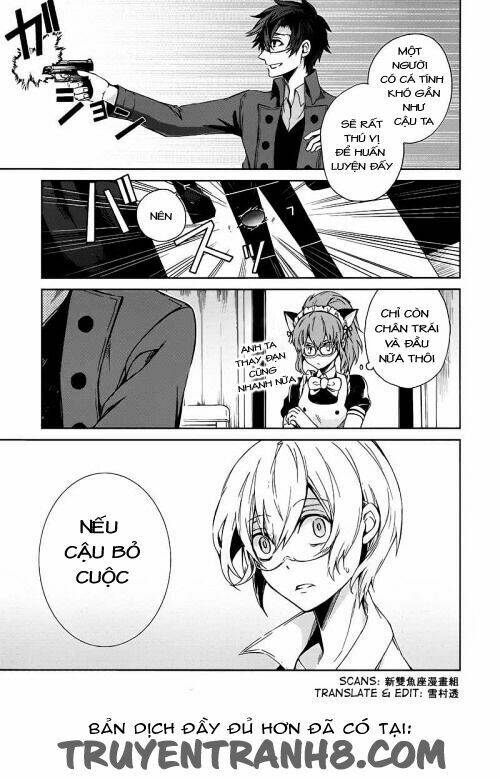 MỘT
NGƯỜI
CÓ CÁ TÍNH
KHÓ GẦN
NHƯ
CẬU TA
SẼ RẤT
THÚ VỊ
ĐỂ HUẤN
LUYỆN ĐẤY
NÊN
CHỈ CÒN
CHÂN TRÁI
VÀ ĐẦU
NỮA THÔI
ANH TA
THAY ĐẠN
CŨNG
NHANH NỮA
NẾU
CẬU BỎ
CUỘC
SCANS: 新雙魚座漫畫組
TRANSLATE & EDIT: 雪村透
BẢN DỊCH ĐẦY ĐỦ HƠN ĐÃ CÓ TẠI:
TRUYENTRANH8.COM